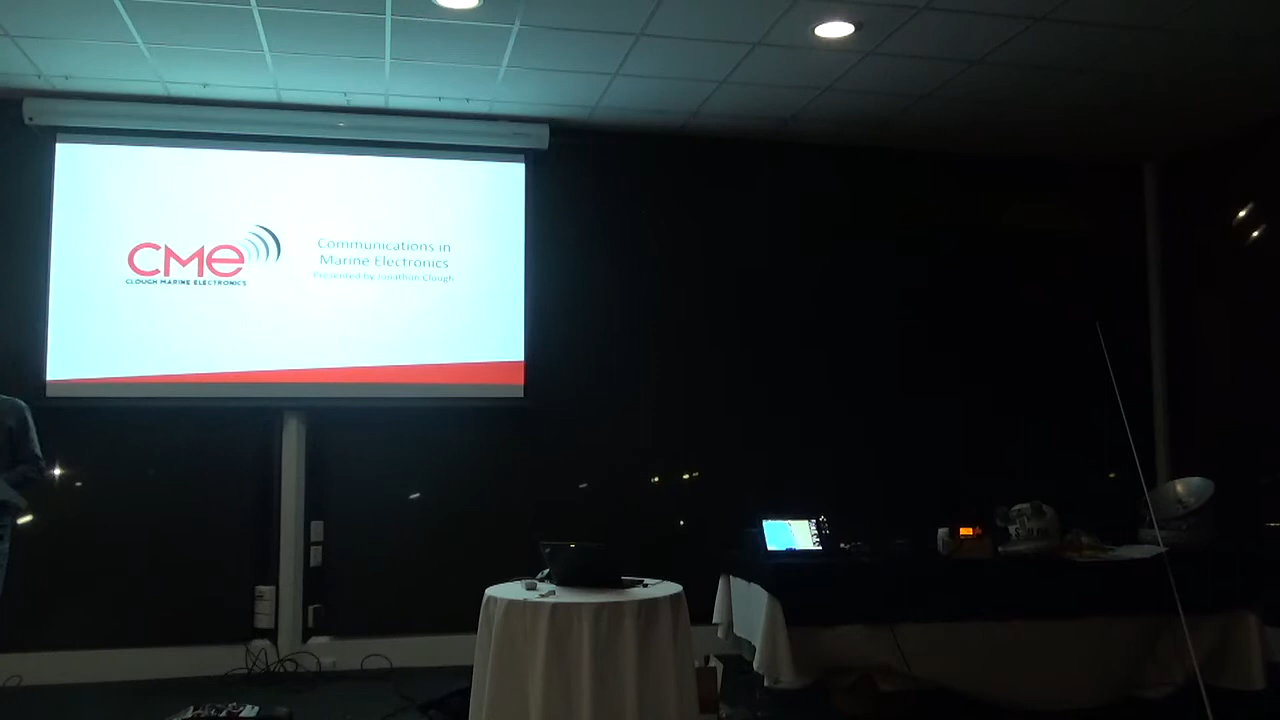 CMe
CLOUGH MARINE ELECTRONICS
Communications in
Marine Electronics
Presented by Jonathon Clough